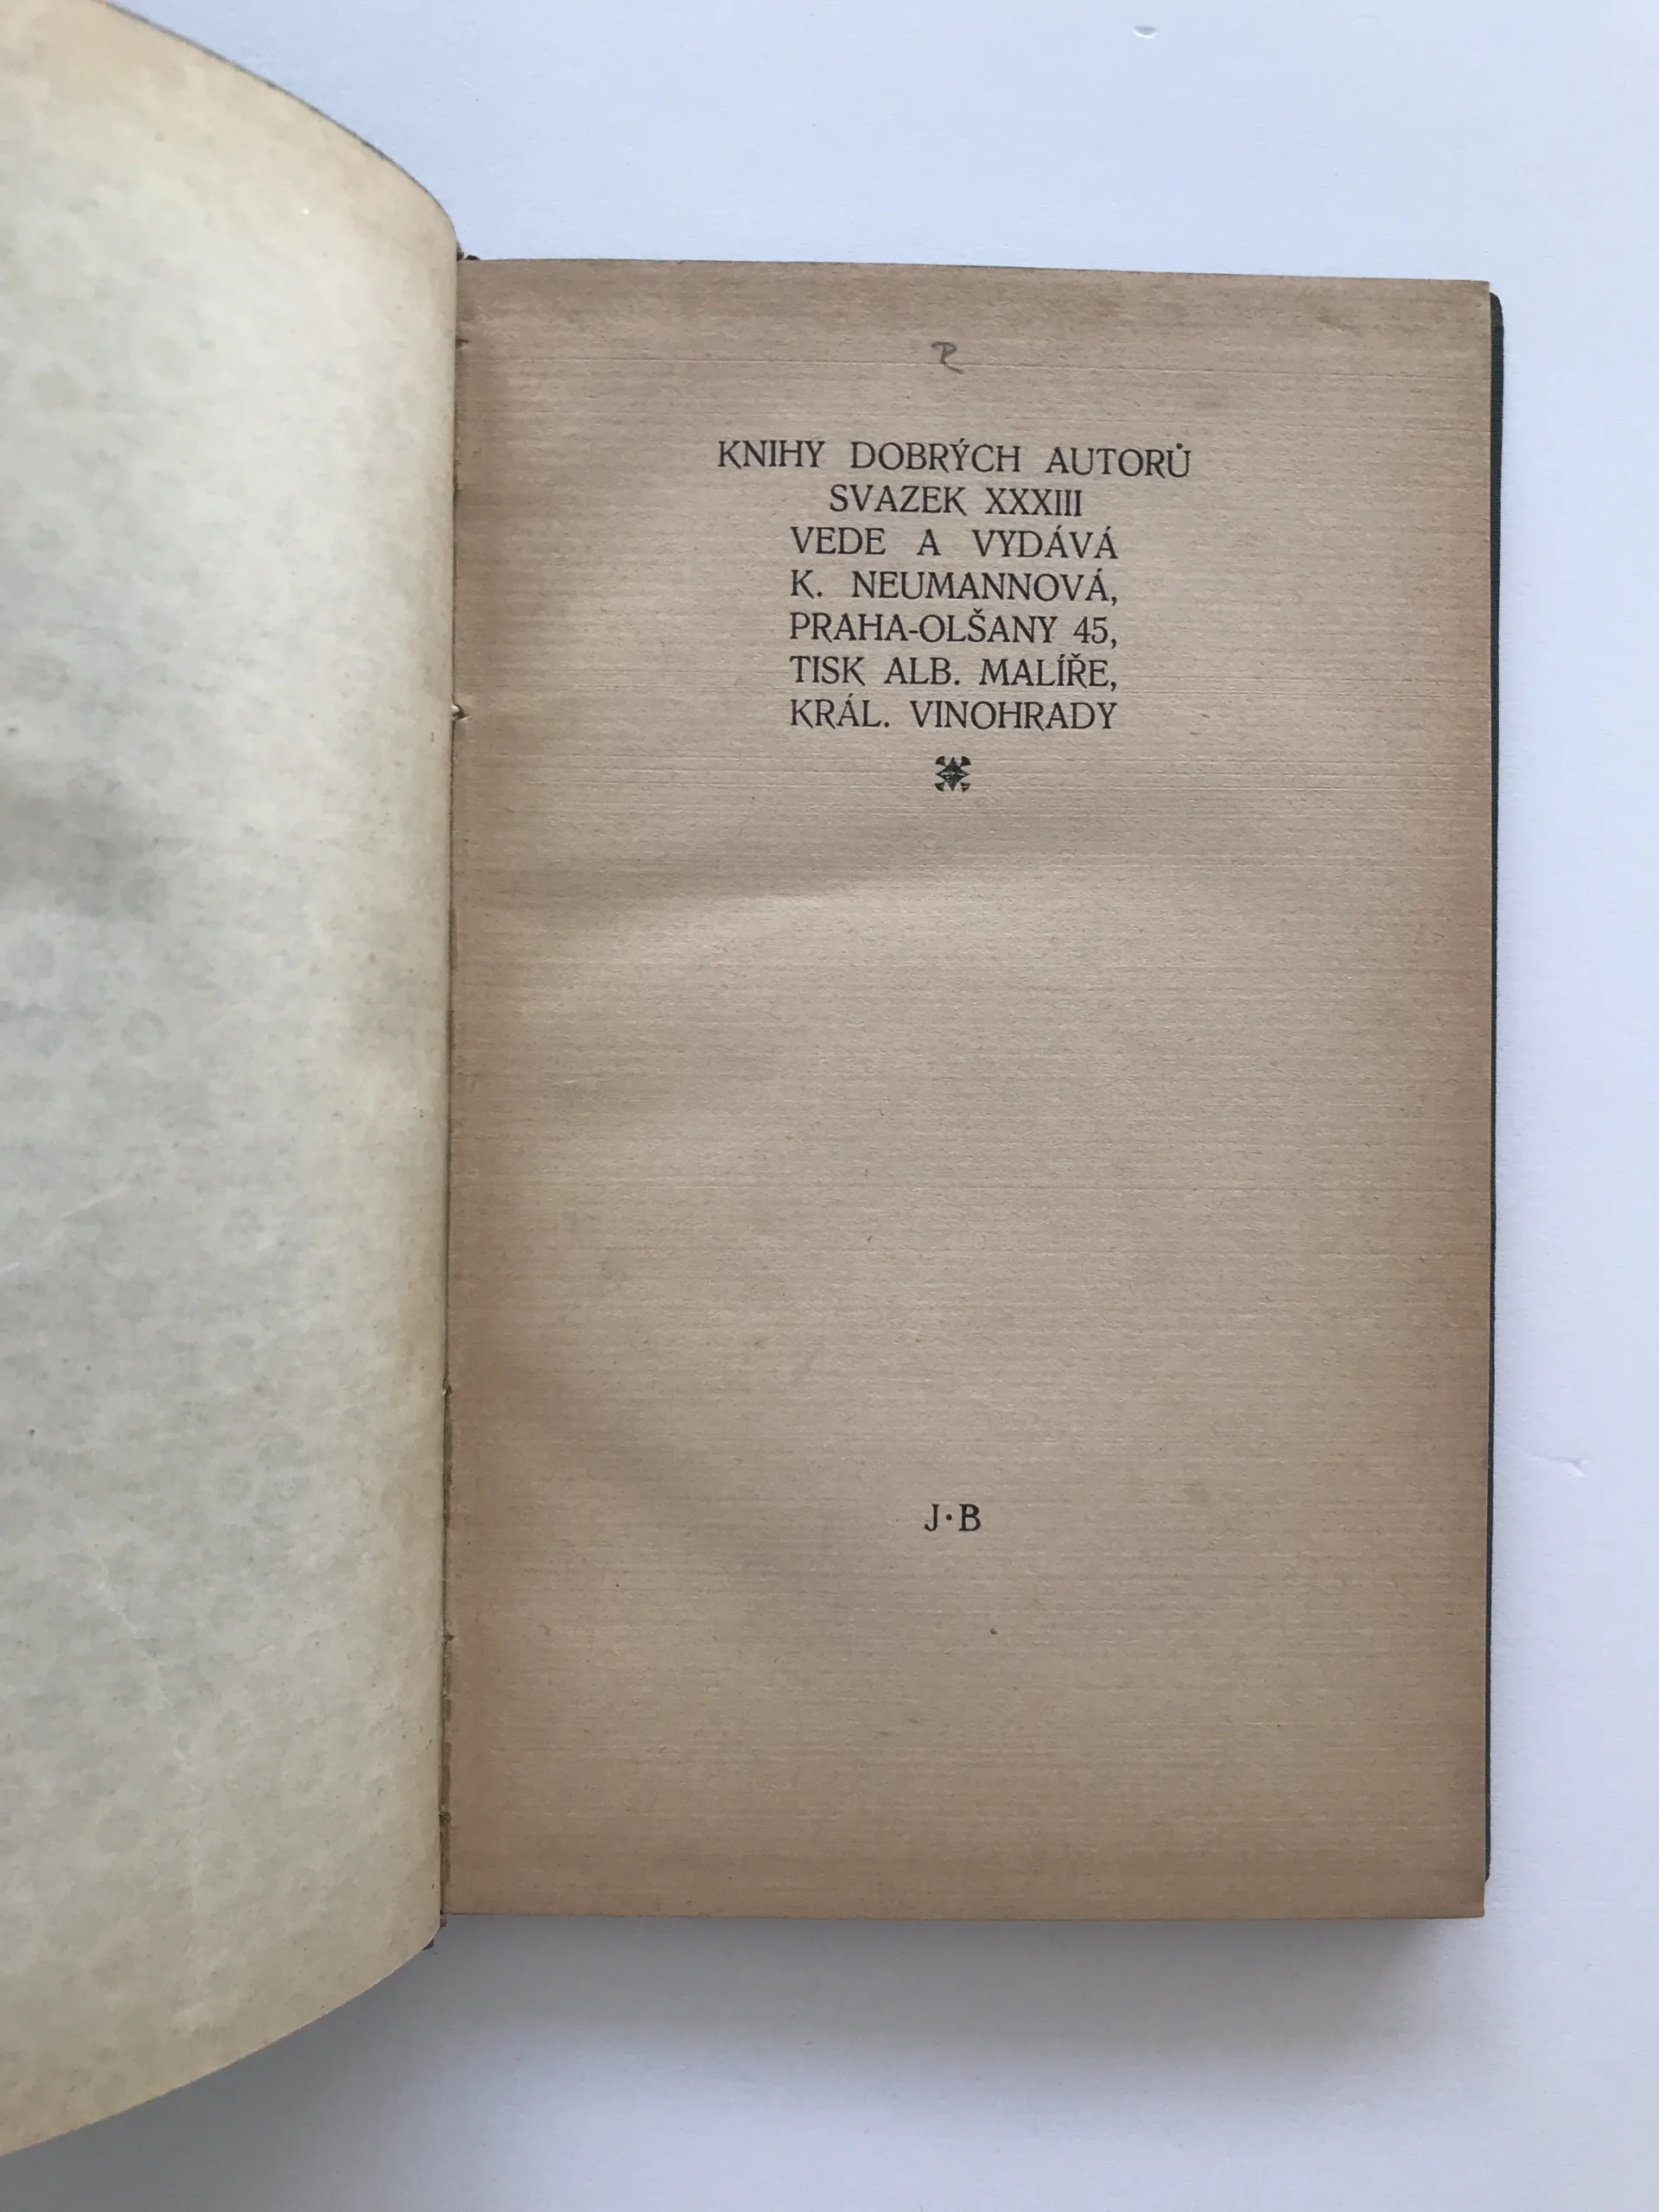 KNIHY DOBRÝCH AUTORŮ
SVAZEK XXXIII
VEDE A VYDÁVÁ
K. NEUMANNOVÁ,
PRAHA-OLŠANY 45,
TISK ALB. MALÍŘE,
KRÁL. VINOHRADY
J·B